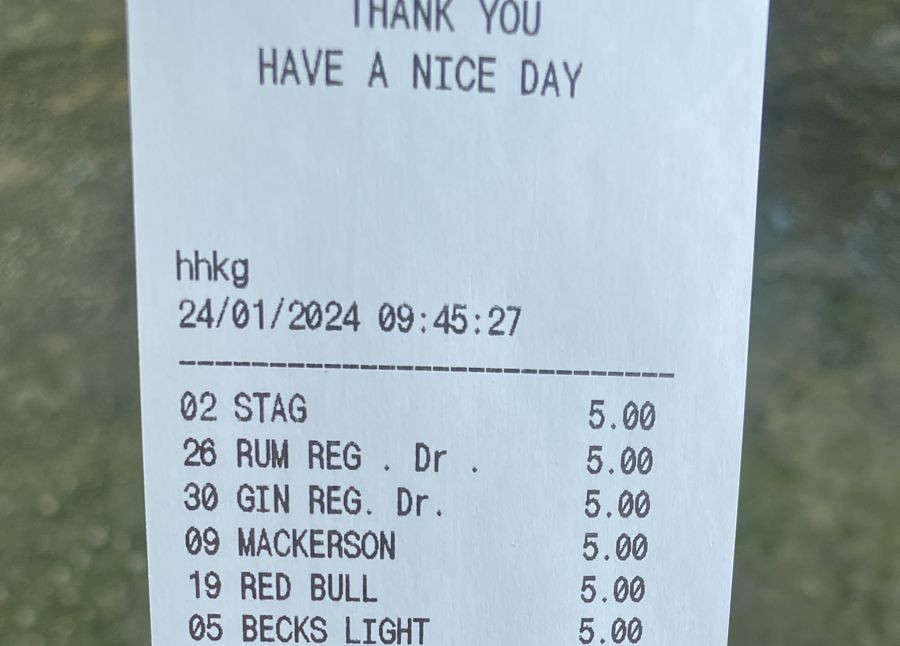 THANK YOU
HAVE A NICE DAY
hhkg
24/01/2024 09:45:27
--------------------------------
02 STAG 5.00
26 RUM REG . Dr . 5.00
30 GIN REG. Dr. 5.00
09 MACKERSON 5.00
19 RED BULL 5.00
05 BECKS LIGHT 5.00